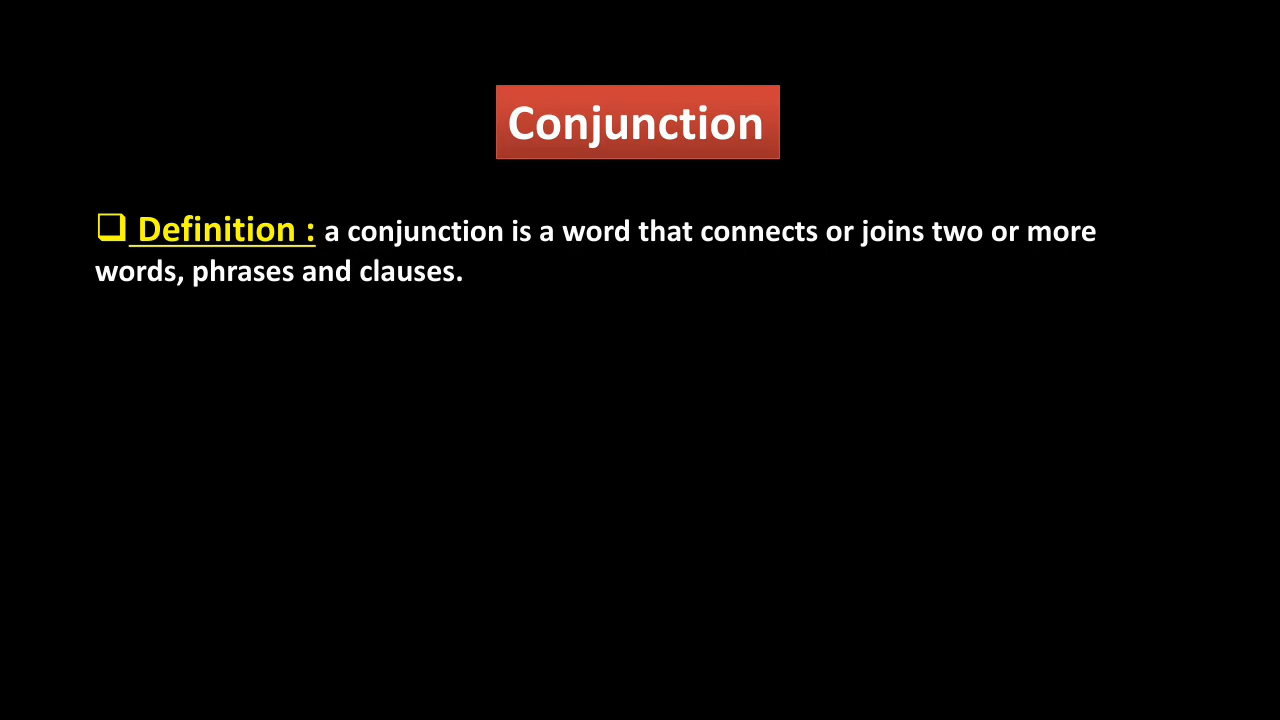 Conjunction
❑ Definition : a conjunction is a word that connects or joins two or more
words, phrases and clauses.